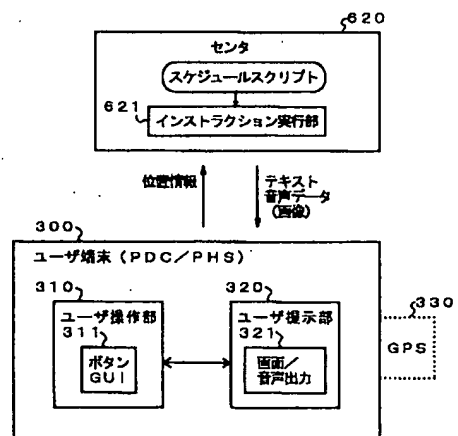 620
センタ
スケジュールスクリプト
621
インストラクション実行部
位置情報
テキスト
音声データ
(画像)
300
ユーザ端末(PDC/PHS)
310
ユーザ操作部
311
ボタン
GUI
320
ユーザ提示部
321
画面/
音声出力
330
GPS